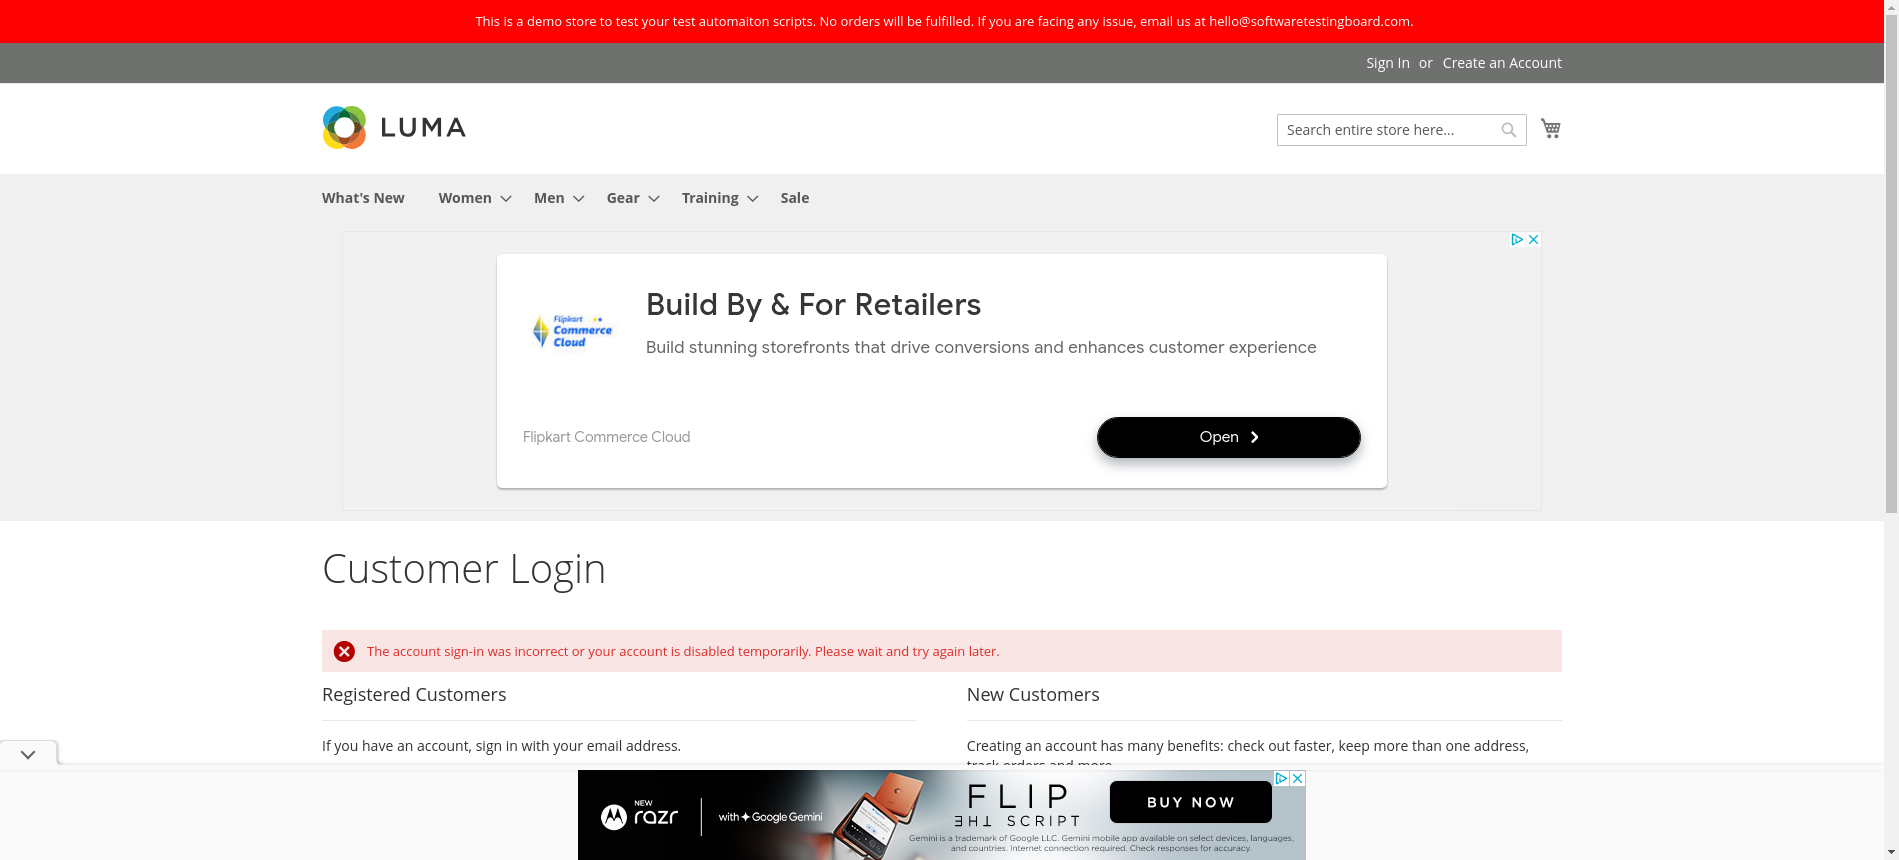 This is a demo store to test your test automaiton scripts. No orders will be fulfilled. If you are facing any issue, email us at hello@softwaretestingboard.com.
Sign In or Create an Account
LUMA
Search entire store here...
What's New Women Men Gear Training Sale
Build By & For Retailers
Flipkart
Commerce
Cloud
Build stunning storefronts that drive conversions and enhances customer experience
Flipkart Commerce Cloud
Open
Customer Login
The account sign-in was incorrect or your account is disabled temporarily. Please wait and try again later.
Registered Customers
If you have an account, sign in with your email address.
New Customers
Creating an account has many benefits: check out faster, keep more than one address,
track orders and more.
NEW
razr
with Google Gemini
FLIP
THE SCRIPT
BUY NOW
Gemini is a trademark of Google LLC. Gemini mobile app available on select devices, languages,
and countries. Internet connection required. Check responses for accuracy.